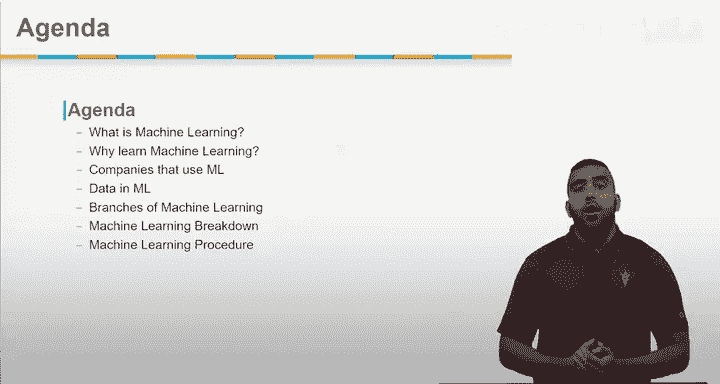 Agenda
Agenda
– What is Machine Learning?
– Why learn Machine Learning?
– Companies that use ML
– Data in ML
– Branches of Machine Learning
– Machine Learning Breakdown
– Machine Learning Procedure